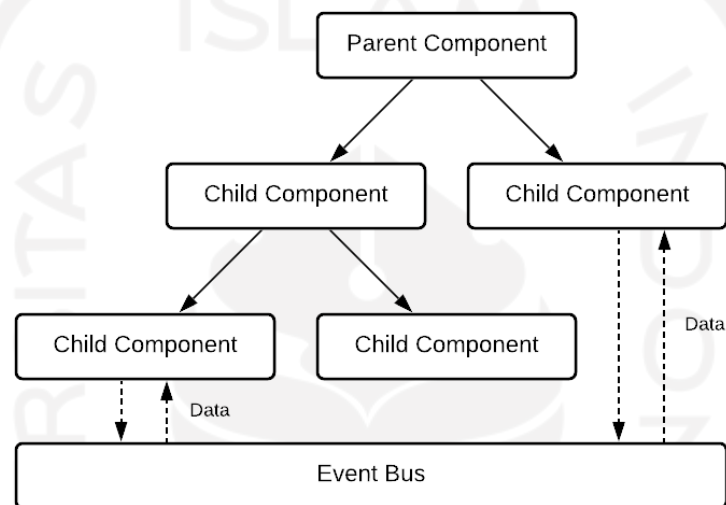 Parent Component
Child Component
Child Component
Child Component
Child Component
Data
Data
Event Bus